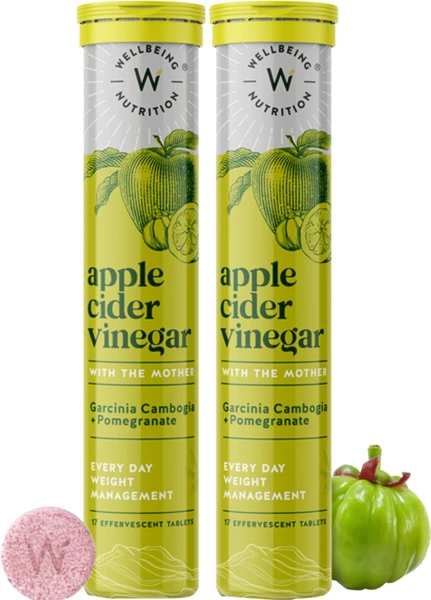 WELLBEING
W
NUTRITION
®
apple
cider
vinegar
WITH THE MOTHER
Garcinia Cambogia
+Pomegranate
EVERY DAY
WEIGHT
MANAGEMENT
17 EFFERVESCENT TABLETS
WELLBEING
W
NUTRITION
®
apple
cider
vinegar
WITH THE MOTHER
Garcinia Cambogia
+Pomegranate
EVERY DAY
WEIGHT
MANAGEMENT
17 EFFERVESCENT TABLETS
W